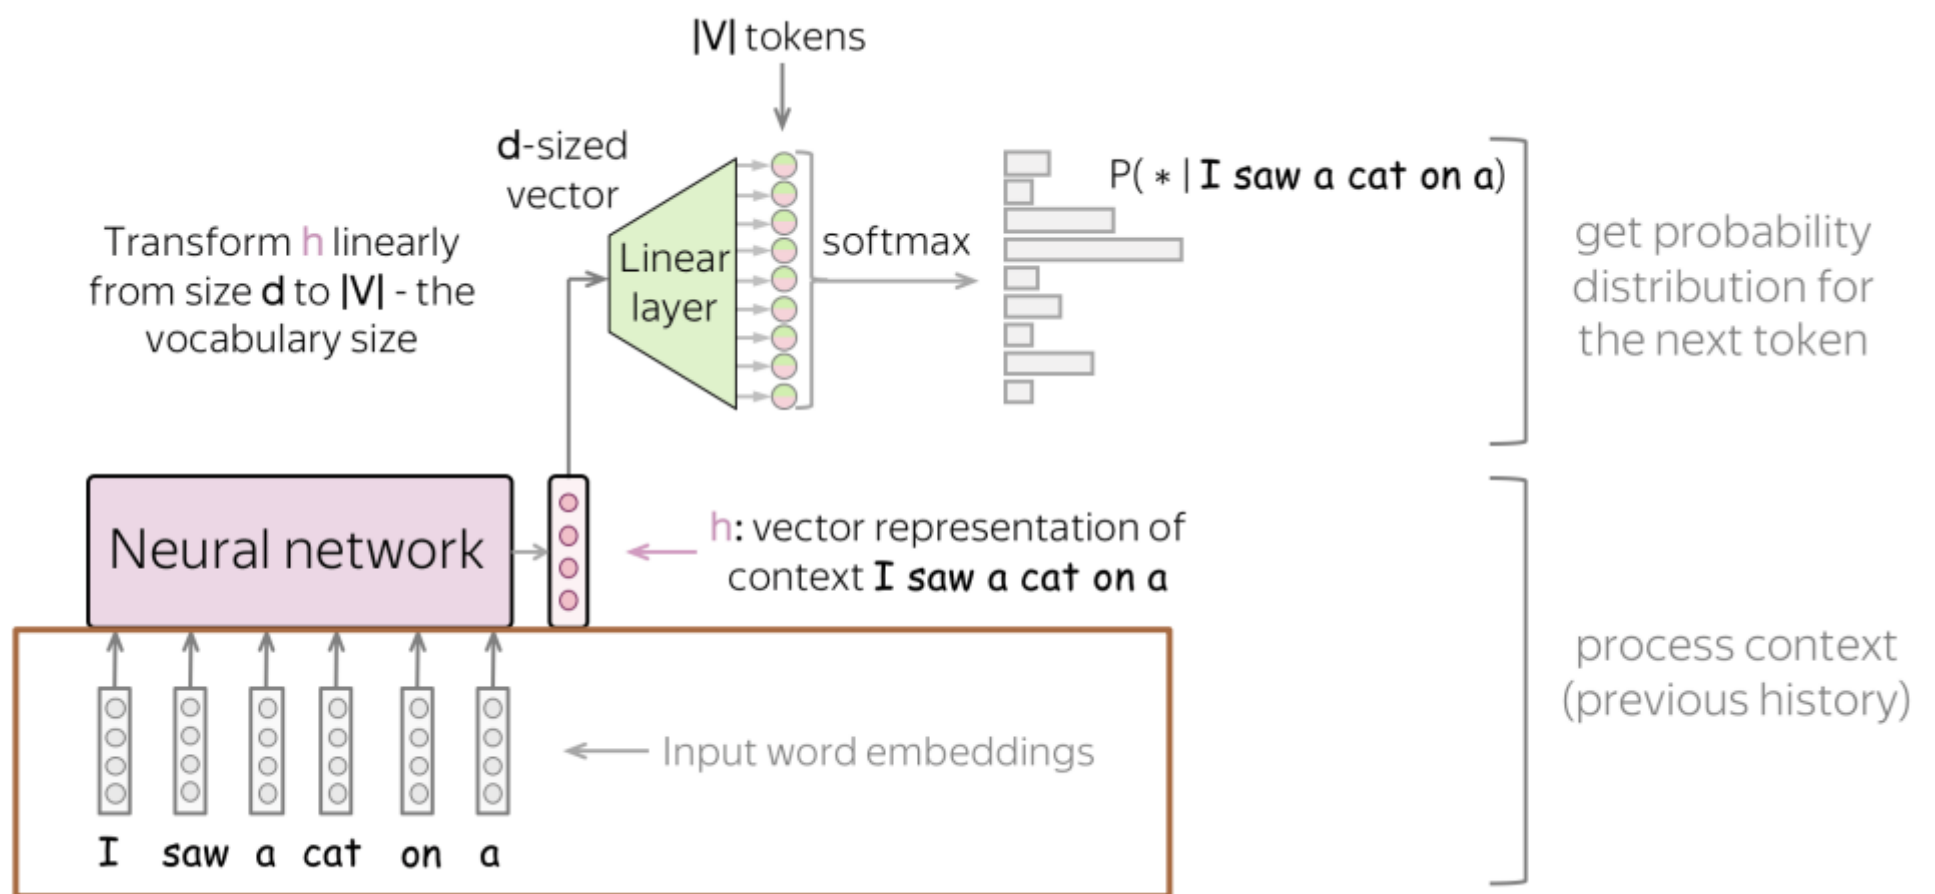 |V| tokens
d-sized
vector
Transform h linearly
from size d to |V| - the
vocabulary size
Linear
layer
softmax
P( * | I saw a cat on a)
get probability
distribution for
the next token
Neural network
h: vector representation of
context I saw a cat on a
process context
(previous history)
Input word embeddings
I saw a cat on a